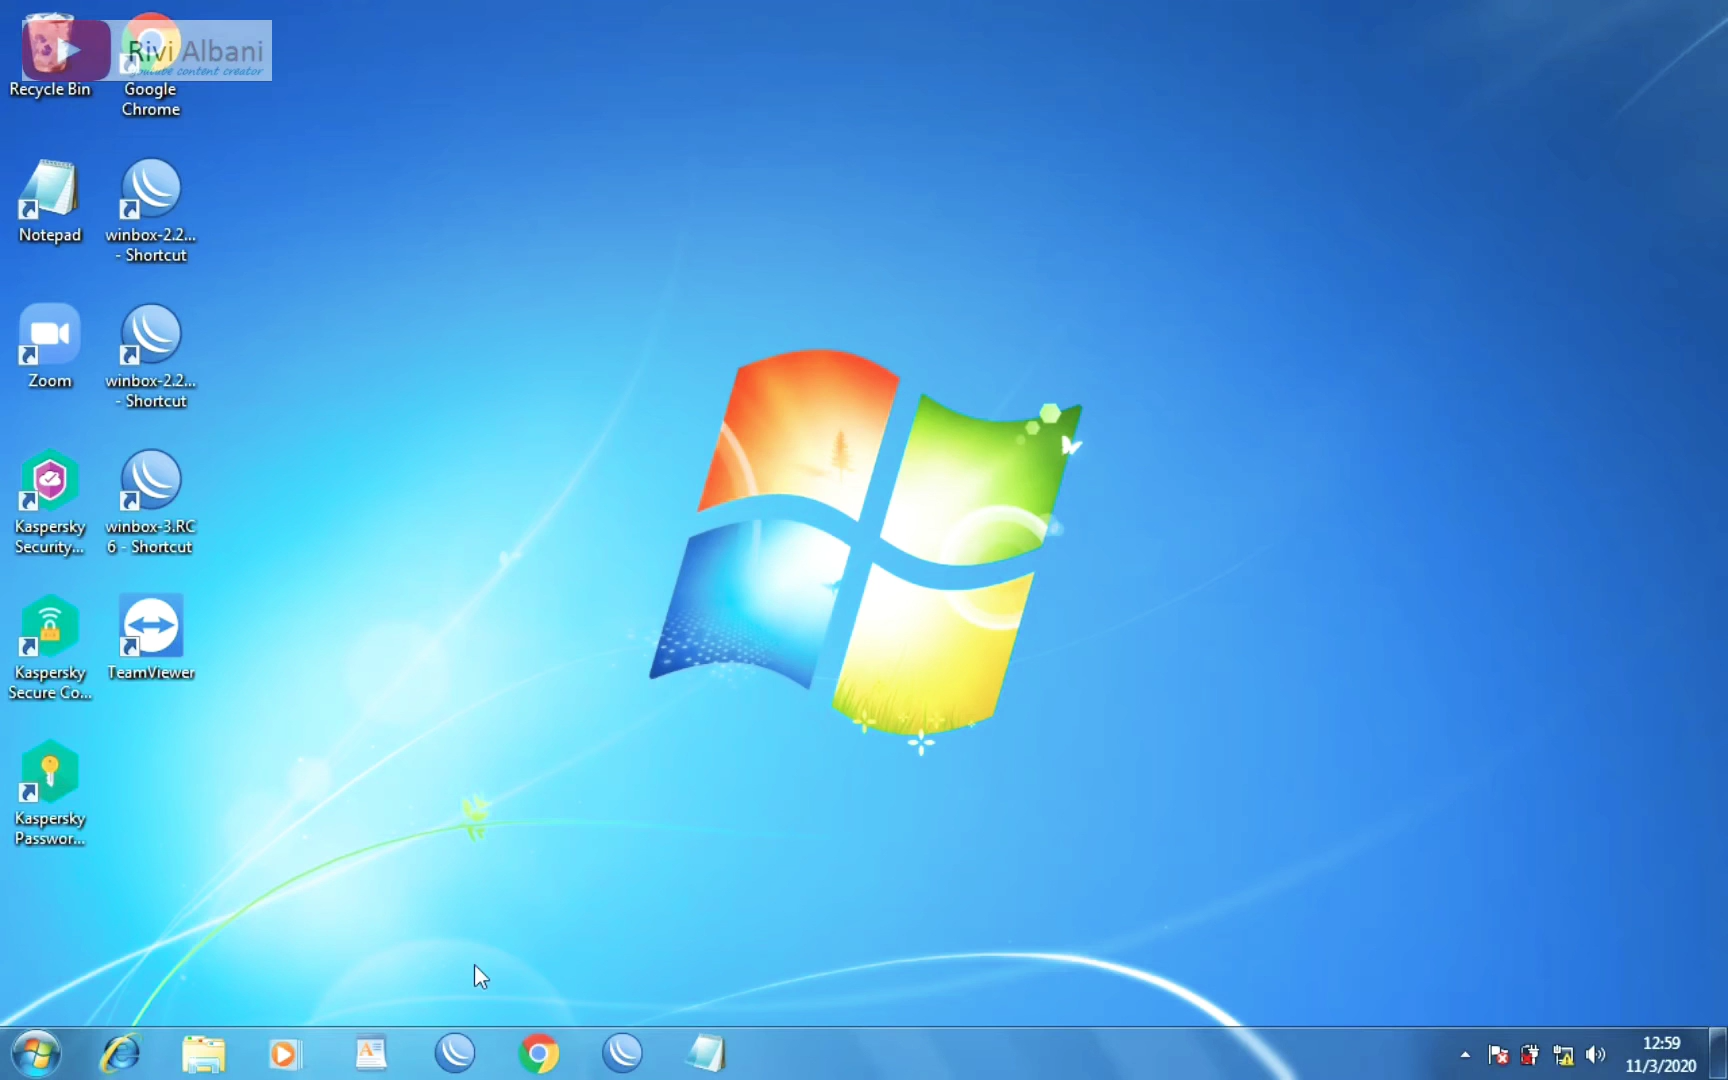 Rivi Albani
youtube content creator
Recycle Bin
Google
Chrome
Notepad
winbox-2.2...
- Shortcut
Zoom
winbox-2.2...
- Shortcut
Kaspersky
Security...
winbox-3.RC
6 - Shortcut
Kaspersky
Secure Co...
TeamViewer
Kaspersky
Passwor...
12:59
11/3/2020